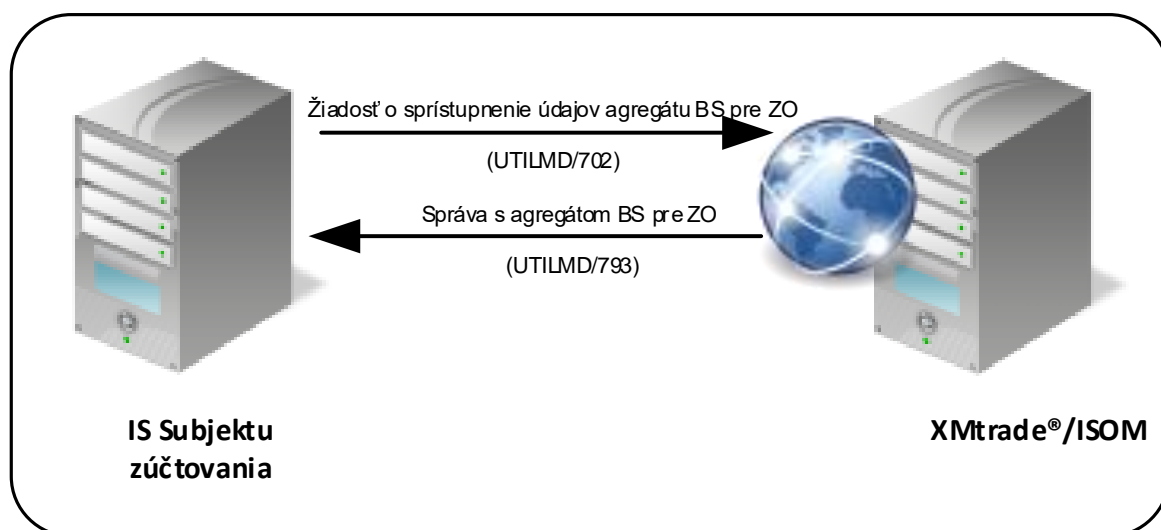 Žiadosť o sprístupnenie údajov agregátu BS pre ZO
(UTILMD/702)
Správa s agregátom BS pre ZO
(UTILMD/793)
IS Subjektu
zúčtovania
XMtrade®/ISOM